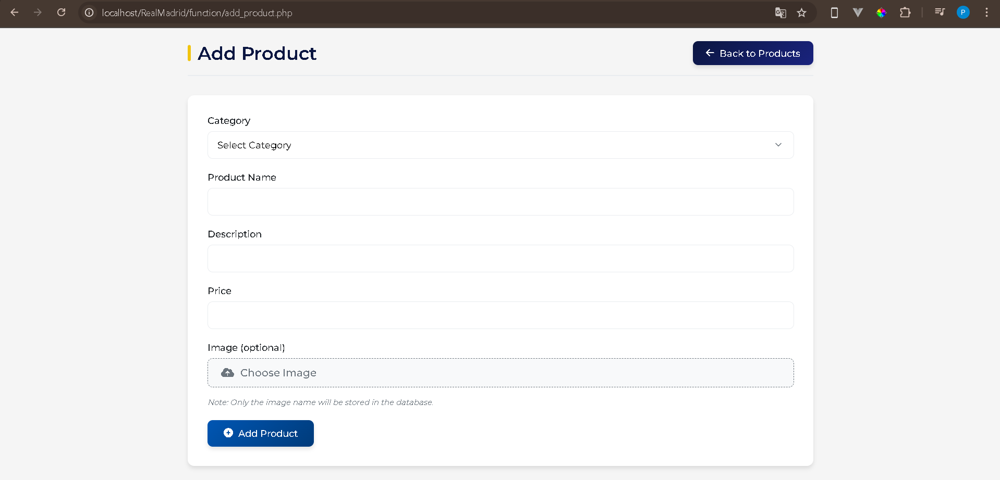 localhost/RealMadrid/function/add_product.php
P
Add Product
Back to Products
Category
Select Category
Product Name
Description
Price
Image (optional)
Choose Image
Note: Only the image name will be stored in the database.
Add Product